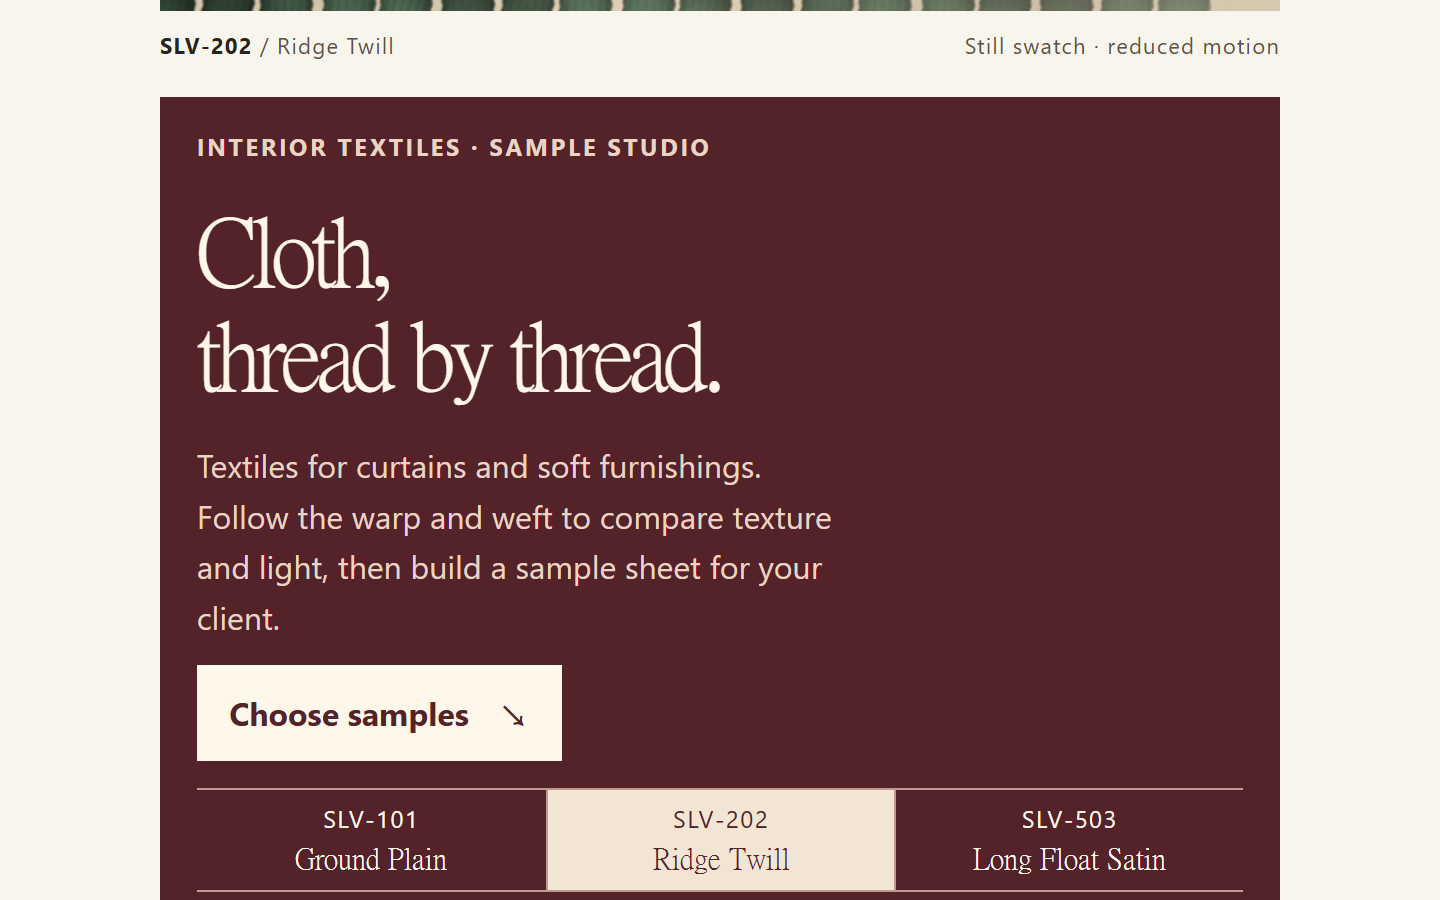 SLV-202 / Ridge Twill
Still swatch · reduced motion
INTERIOR TEXTILES · SAMPLE STUDIO
Cloth,
thread by thread.
Textiles for curtains and soft furnishings.
Follow the warp and weft to compare texture
and light, then build a sample sheet for your
client.
Choose samples ↘
SLV-101
Ground Plain
SLV-202
Ridge Twill
SLV-503
Long Float Satin